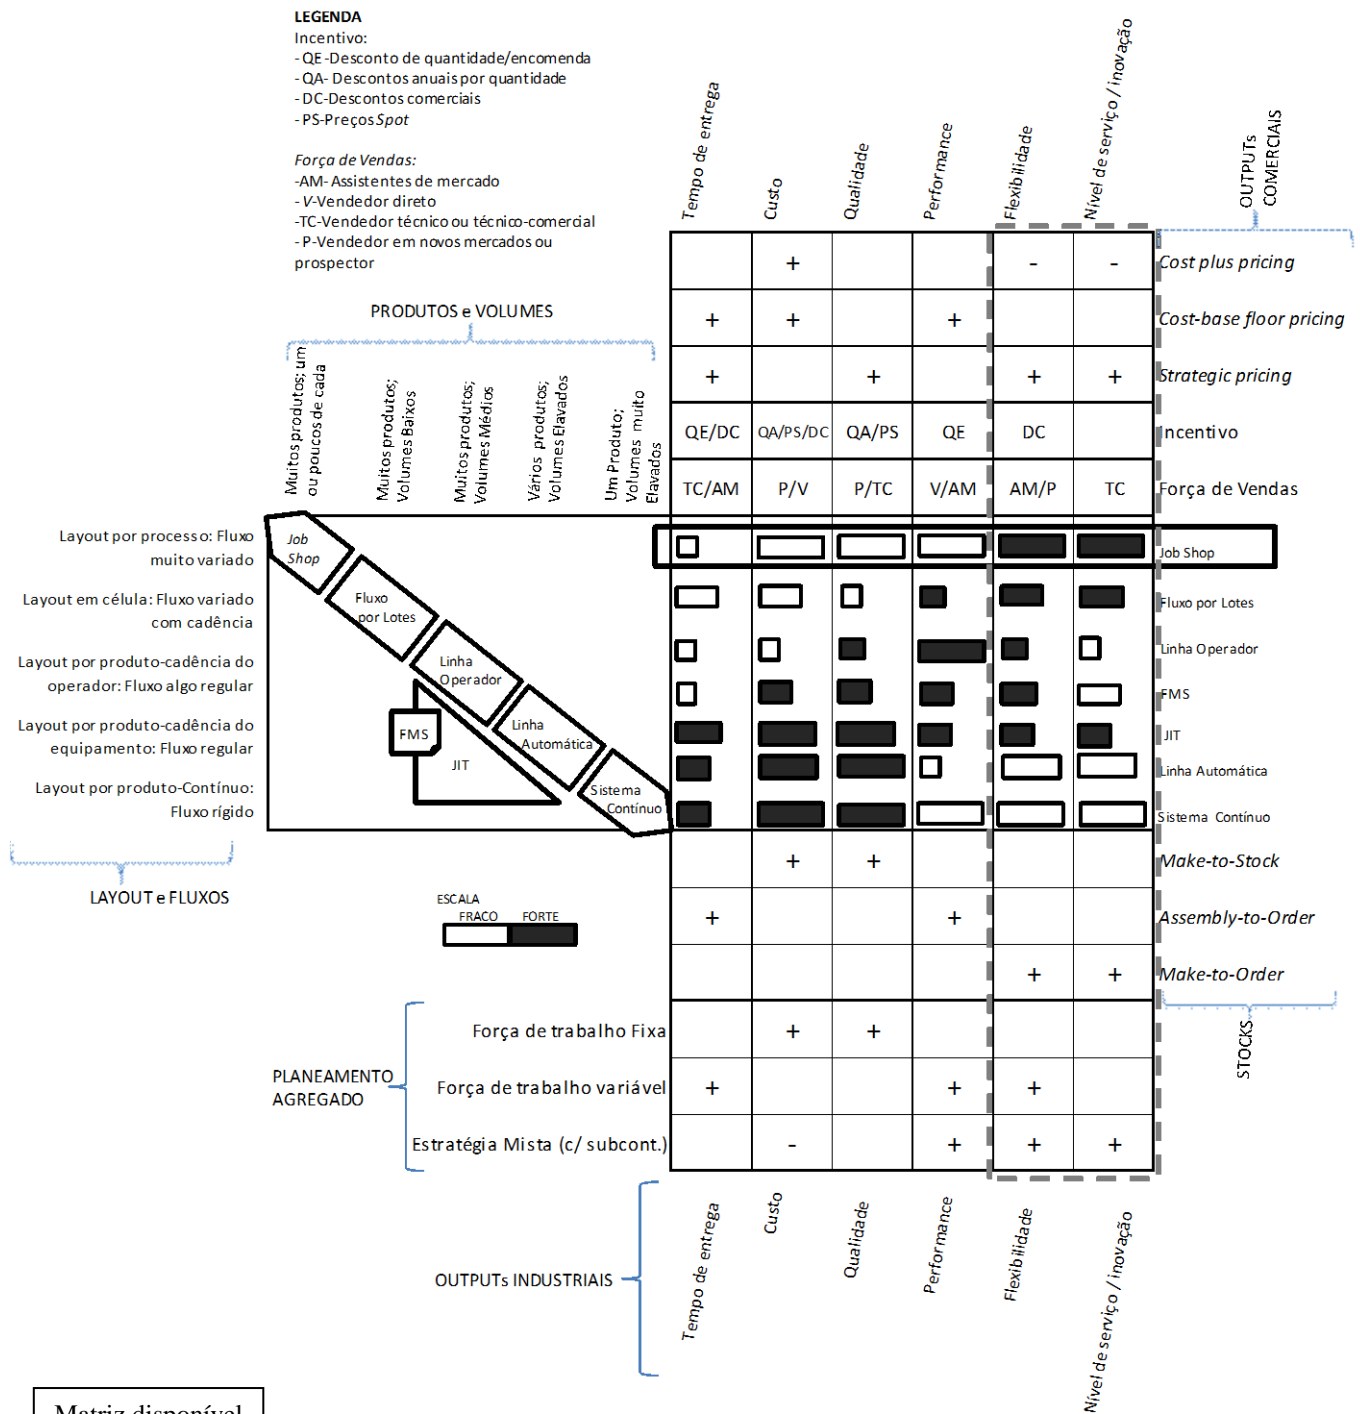 LEGENDA
Incentivo:
- QE -Desconto de quantidade/encomenda
- QA- Descontos anuais por quantidade
- DC-Descontos comerciais
- PS-Preços Spot
Força de Vendas:
-AM- Assistentes de mercado
- V-Vendedor direto
-TC-Vendedor técnico ou técnico-comercial
- P-Vendedor em novos mercados ou
prospector
Tempo de entrega
Custo
Qualidade
Performance
Flexibilidade
Nível de serviço / inovação
OUTPUTs
COMERCIAIS
+ - - Cost plus pricing
+ + + Cost-base floor pricing
+ + + + Strategic pricing
QE/DC QA/PS/DC QA/PS QE DC Incentivo
TC/AM P/V P/TC V/AM AM/P TC Força de Vendas
PRODUTOS e VOLUMES
Muitos produtos; um
ou poucos de cada
Muitos produtos;
Volumes Baixos
Muitos produtos;
Volumes Médios
Vários produtos;
Volumes Elavados
Um Produto;
Volumes muito
Elavados
Layout por processo: Fluxo
muito variado
Layout em célula: Fluxo variado
com cadência
Layout por produto-cadência do
operador: Fluxo algo regular
Layout por produto-cadência do
equipamento: Fluxo regular
Layout por produto-Contínuo:
Fluxo rígido
LAYOUT e FLUXOS
Job
Shop
Fluxo
por Lotes
Linha
Operador
Linha
Automática
Sistema
Contínuo
FMS
JIT
Job Shop
Fluxo por Lotes
Linha Operador
FMS
JIT
Linha Automática
Sistema Contínuo
ESCALA
FRACO FORTE
+ + Make-to-Stock
+ + Assembly-to-Order
+ + Make-to-Order
STOCKS
PLANEAMENTO
AGREGADO
Força de trabalho Fixa + +
Força de trabalho variável + + +
Estratégia Mista (c/ subcont.) - + + +
OUTPUTs INDUSTRIAIS
Tempo de entrega
Custo
Qualidade
Performance
Flexibilidade
Nível de serviço / inovação
Matriz disponível